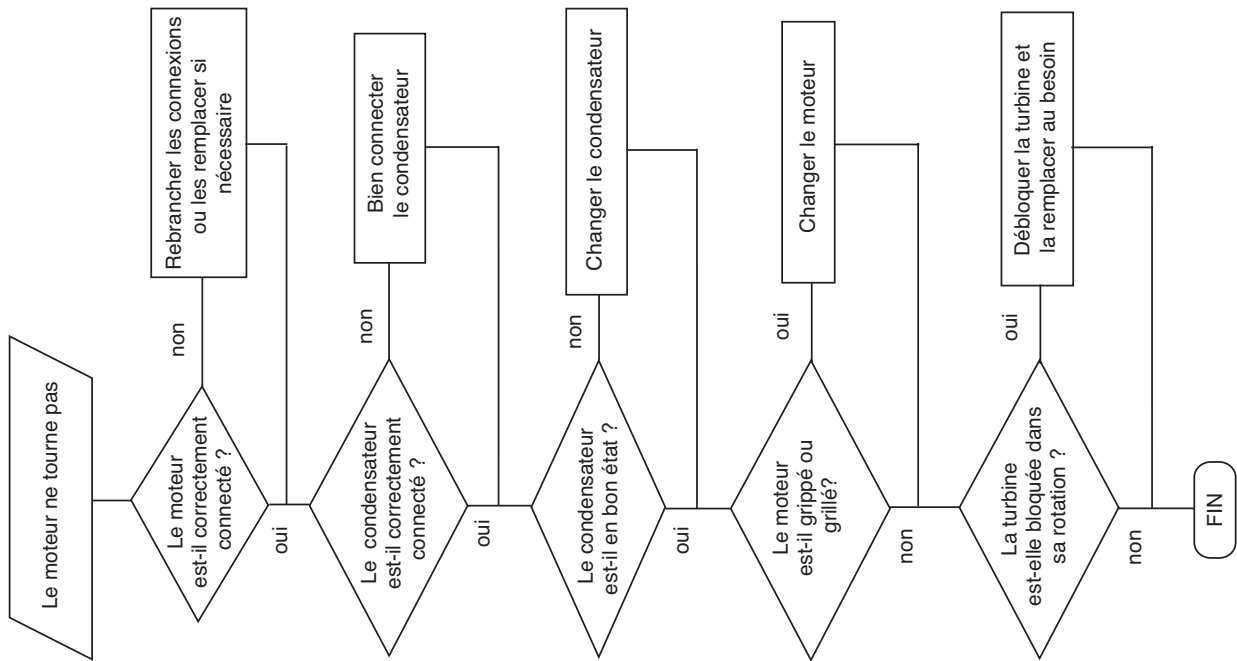 Le moteur ne tourne pas
Le moteur
est-il correctement
connecté ?
non
Rebrancher les connexions
ou les remplacer si
nécessaire
oui
Le condensateur
est-il correctement
connecté ?
non
Bien connecter
le condensateur
oui
Le condensateur
est-il en bon état ?
non
Changer le condensateur
oui
Le moteur
est-il grippé ou
grillé?
oui
Changer le moteur
non
La turbine
est-elle bloquée dans
sa rotation ?
oui
Débloquer la turbine et
la remplacer au besoin
non
FIN